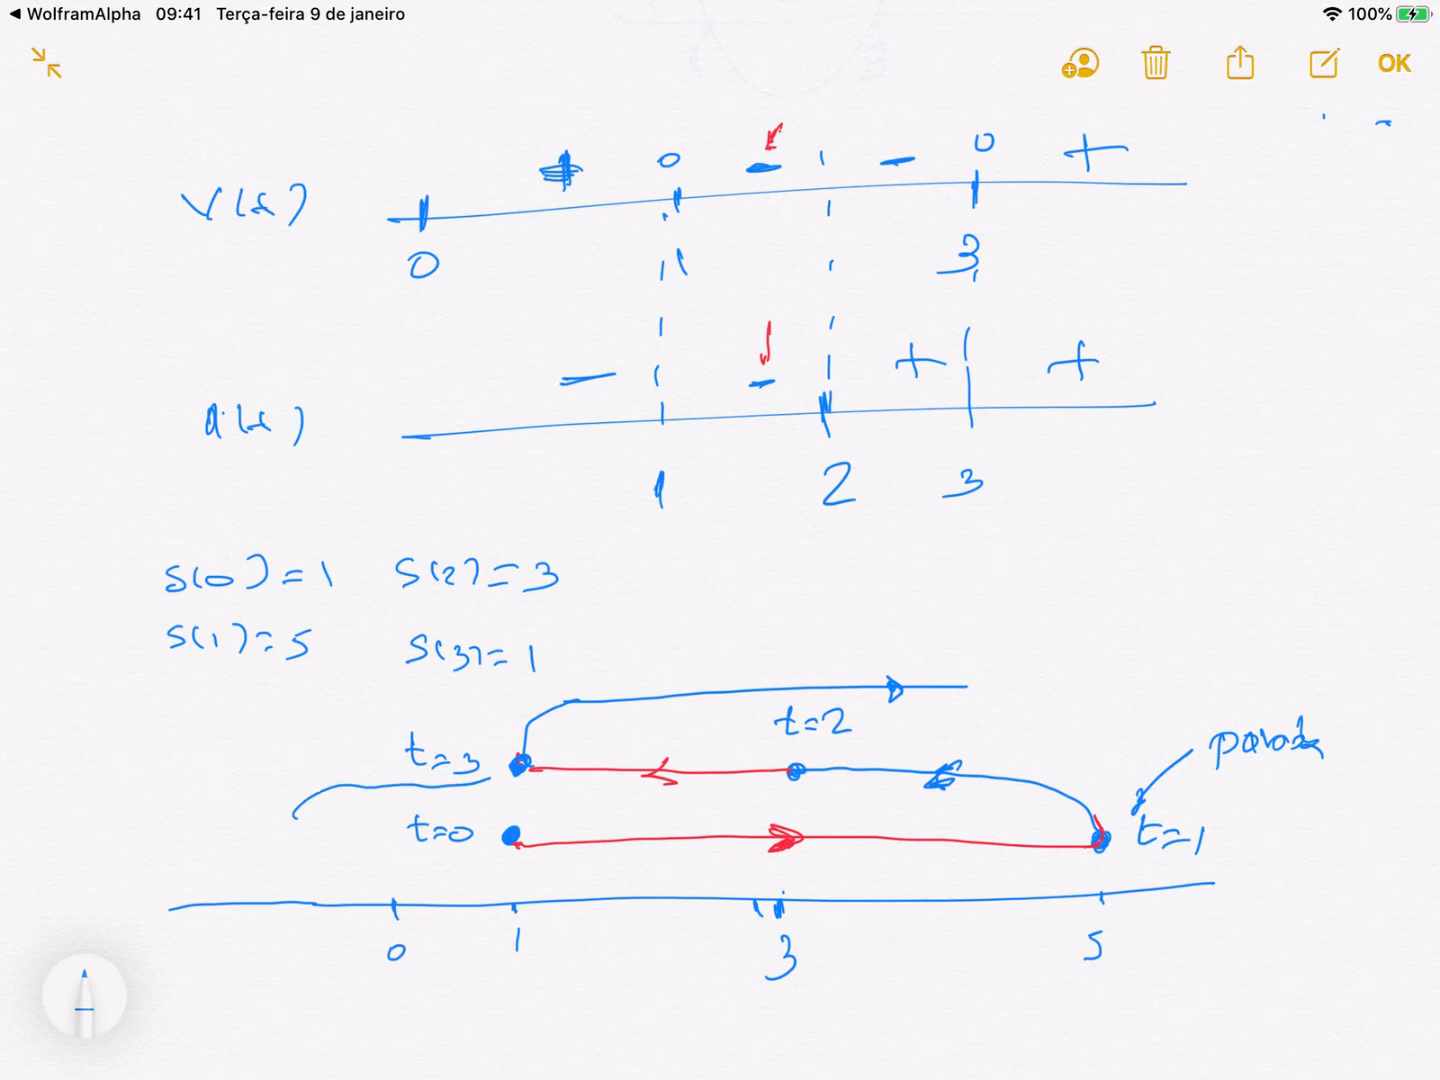 WolframAlpha 09:41 Terça-feira 9 de janeiro 100%
OK
+ 0 - - 0 +
V(t)
0 1 3
- - + +
a(t)
1 2 3
S(0)=1 S(2)=3
S(1)=5 S(3)=1
t=2
t=3
parada
t=0 t=1
0 1 3 5